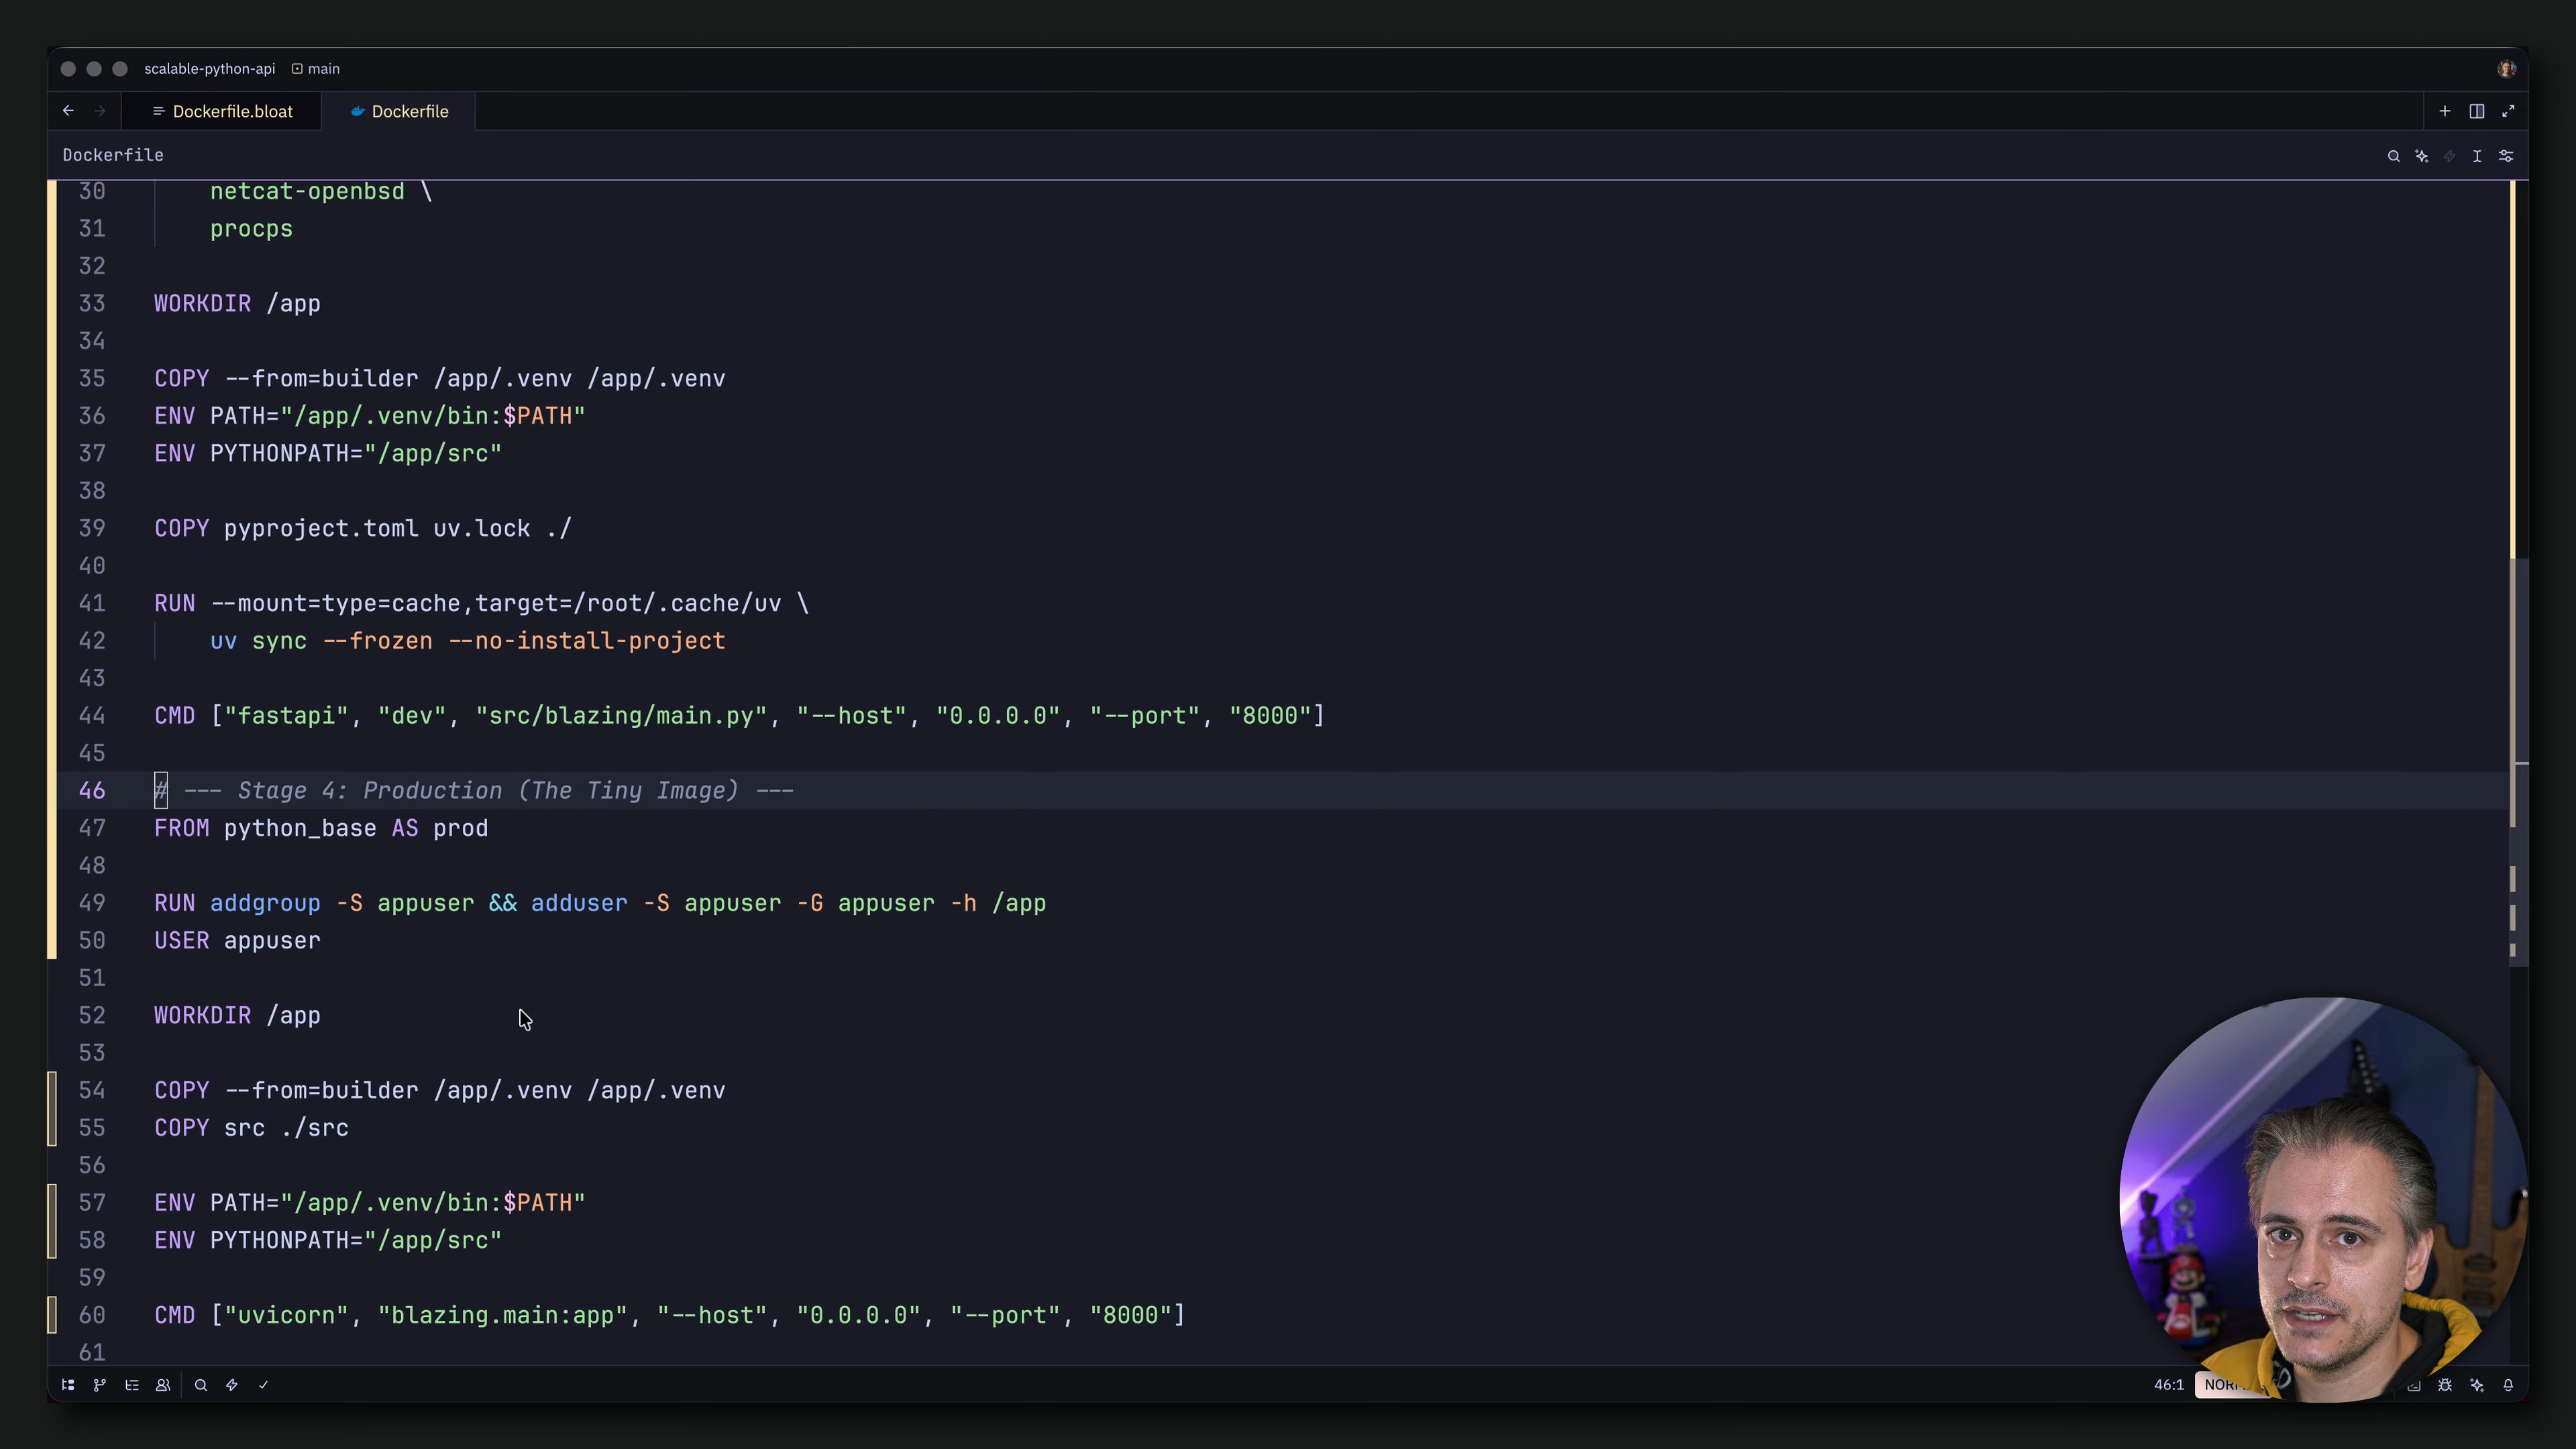 scalable-python-api main
Dockerfile.bloat Dockerfile
Dockerfile
30 netcat-openbsd \
31 procps
32
33 WORKDIR /app
34
35 COPY --from=builder /app/.venv /app/.venv
36 ENV PATH="/app/.venv/bin:$PATH"
37 ENV PYTHONPATH="/app/src"
38
39 COPY pyproject.toml uv.lock ./
40
41 RUN --mount=type=cache,target=/root/.cache/uv \
42 uv sync --frozen --no-install-project
43
44 CMD ["fastapi", "dev", "src/blazing/main.py", "--host", "0.0.0.0", "--port", "8000"]
45
46 # --- Stage 4: Production (The Tiny Image) ---
47 FROM python_base AS prod
48
49 RUN addgroup -S appuser && adduser -S appuser -G appuser -h /app
50 USER appuser
51
52 WORKDIR /app
53
54 COPY --from=builder /app/.venv /app/.venv
55 COPY src ./src
56
57 ENV PATH="/app/.venv/bin:$PATH"
58 ENV PYTHONPATH="/app/src"
59
60 CMD ["uvicorn", "blazing.main:app", "--host", "0.0.0.0", "--port", "8000"]
61
46:1